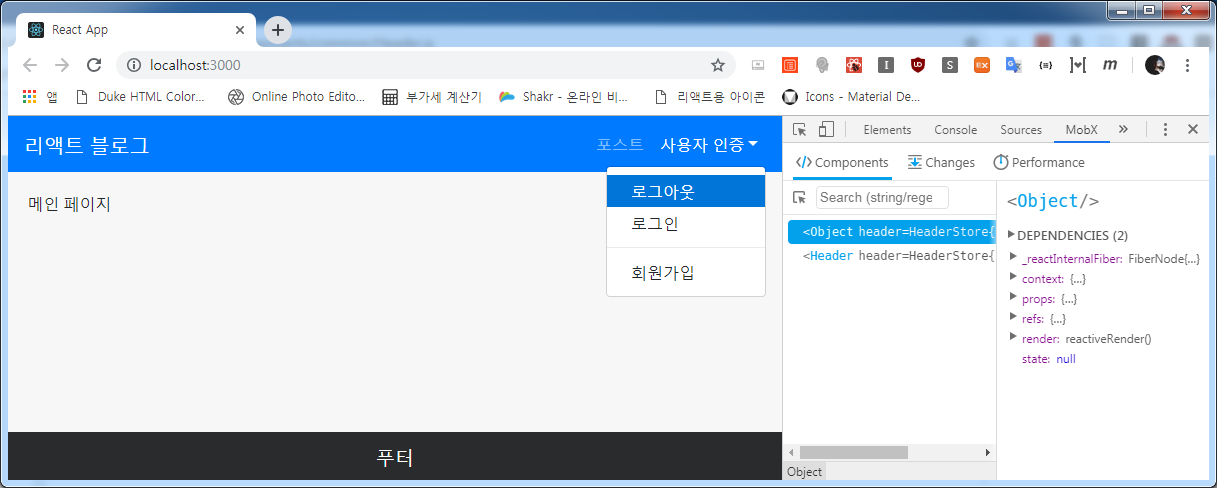 React App
localhost:3000
앱 Duke HTML Color... Online Photo Edito... 부가세 계산기 Shakr - 온라인 비... 리액트용 아이콘 Icons - Material De...
리액트 블로그 포스트 사용자 인증
로그아웃
로그인
회원가입
메인 페이지
푸터
Elements Console Sources MobX
Components Changes Performance
Search (string/rege
<Object header=HeaderStore{
<Header header=HeaderStore{
Object
<Object/>
DEPENDENCIES (2)
_reactInternalFiber: FiberNode{...}
context: {...}
props: {...}
refs: {...}
render: reactiveRender()
state: null